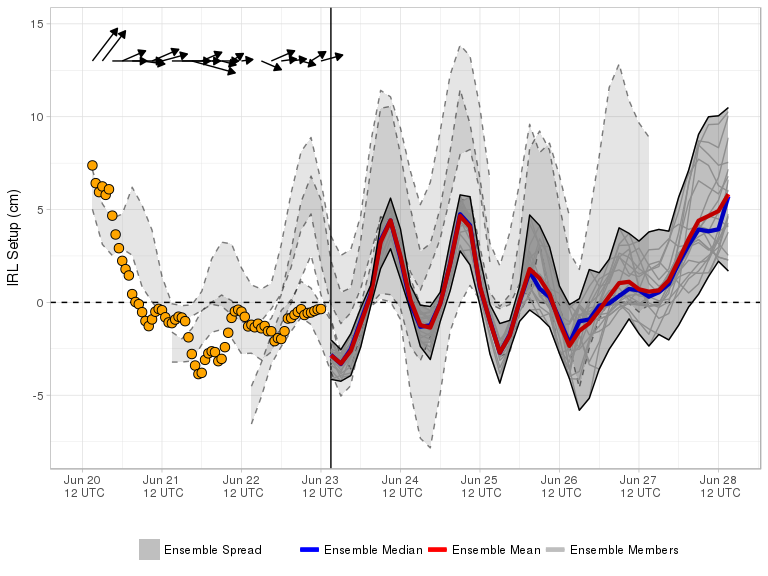 15
10
5
0
-5
IRL Setup (cm)
Jun 20 Jun 21 Jun 22 Jun 23 Jun 24 Jun 25 Jun 26 Jun 27 Jun 28
12 UTC 12 UTC 12 UTC 12 UTC 12 UTC 12 UTC 12 UTC 12 UTC 12 UTC
Ensemble Spread Ensemble Median Ensemble Mean Ensemble Members